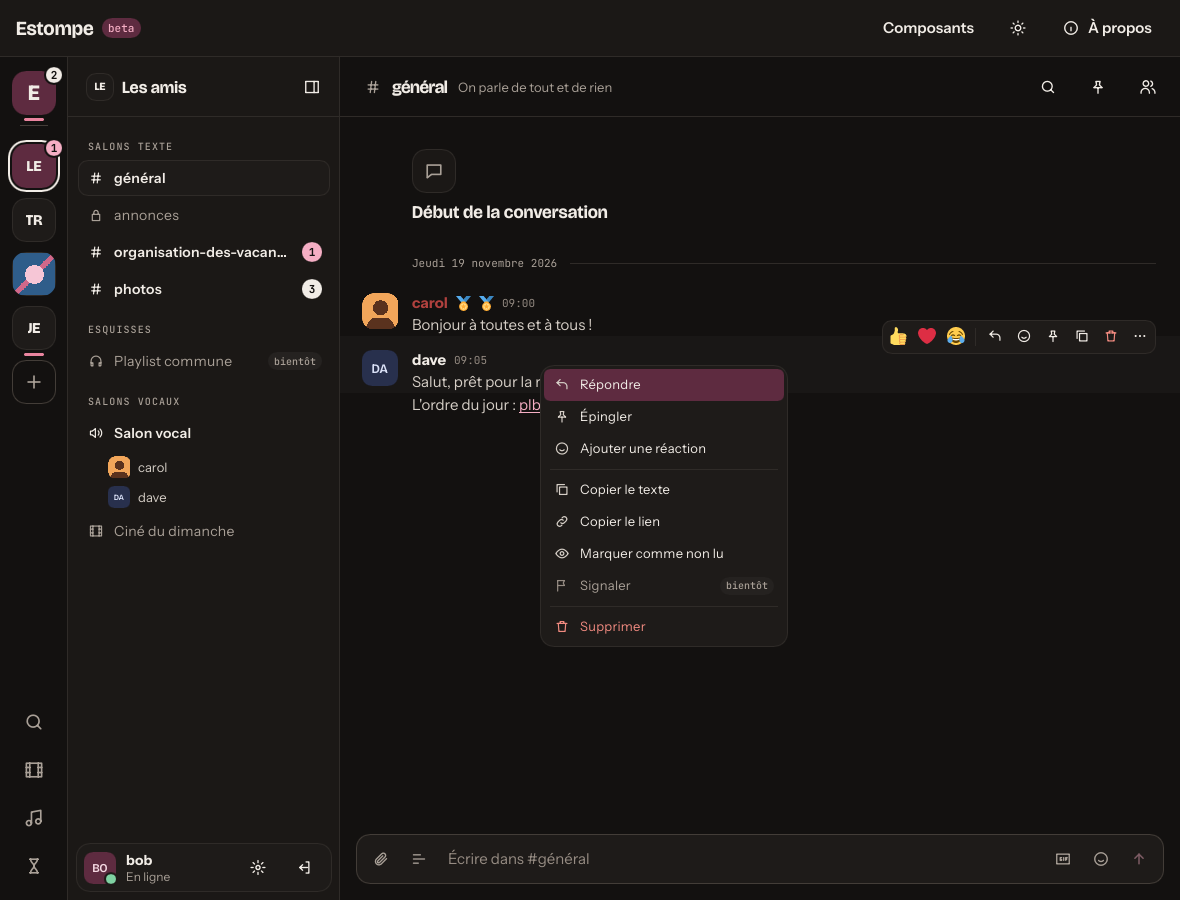 Estompe beta
Composants
À propos
E 2
LE 1
TR
JE
LE Les amis
SALONS TEXTE
# général
annonces
# organisation-des-vacan... 1
# photos 3
ESQUISSES
Playlist commune bientôt
SALONS VOCAUX
Salon vocal
carol
DA dave
Ciné du dimanche
BO bob
En ligne
# général On parle de tout et de rien
Début de la conversation
Jeudi 19 novembre 2026
carol 09:00
Bonjour à toutes et à tous !
DA dave 09:05
Salut, prêt pour la r
L'ordre du jour : plb
Répondre
Épingler
Ajouter une réaction
Copier le texte
Copier le lien
Marquer comme non lu
Signaler bientôt
Supprimer
Écrire dans #général
GIF